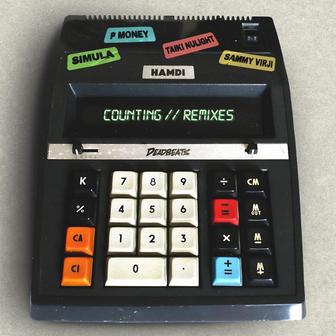 P MONEY
TAIKI NULIGHT
SIMULA
SAMMY VIRJI
HAMDI
COUNTING // REMIXES
DEADBEATS
K 7 8 9 ÷ CM
% 4 5 6 = M OUT
CA 1 2 3 × M=
CI 0 . += M+